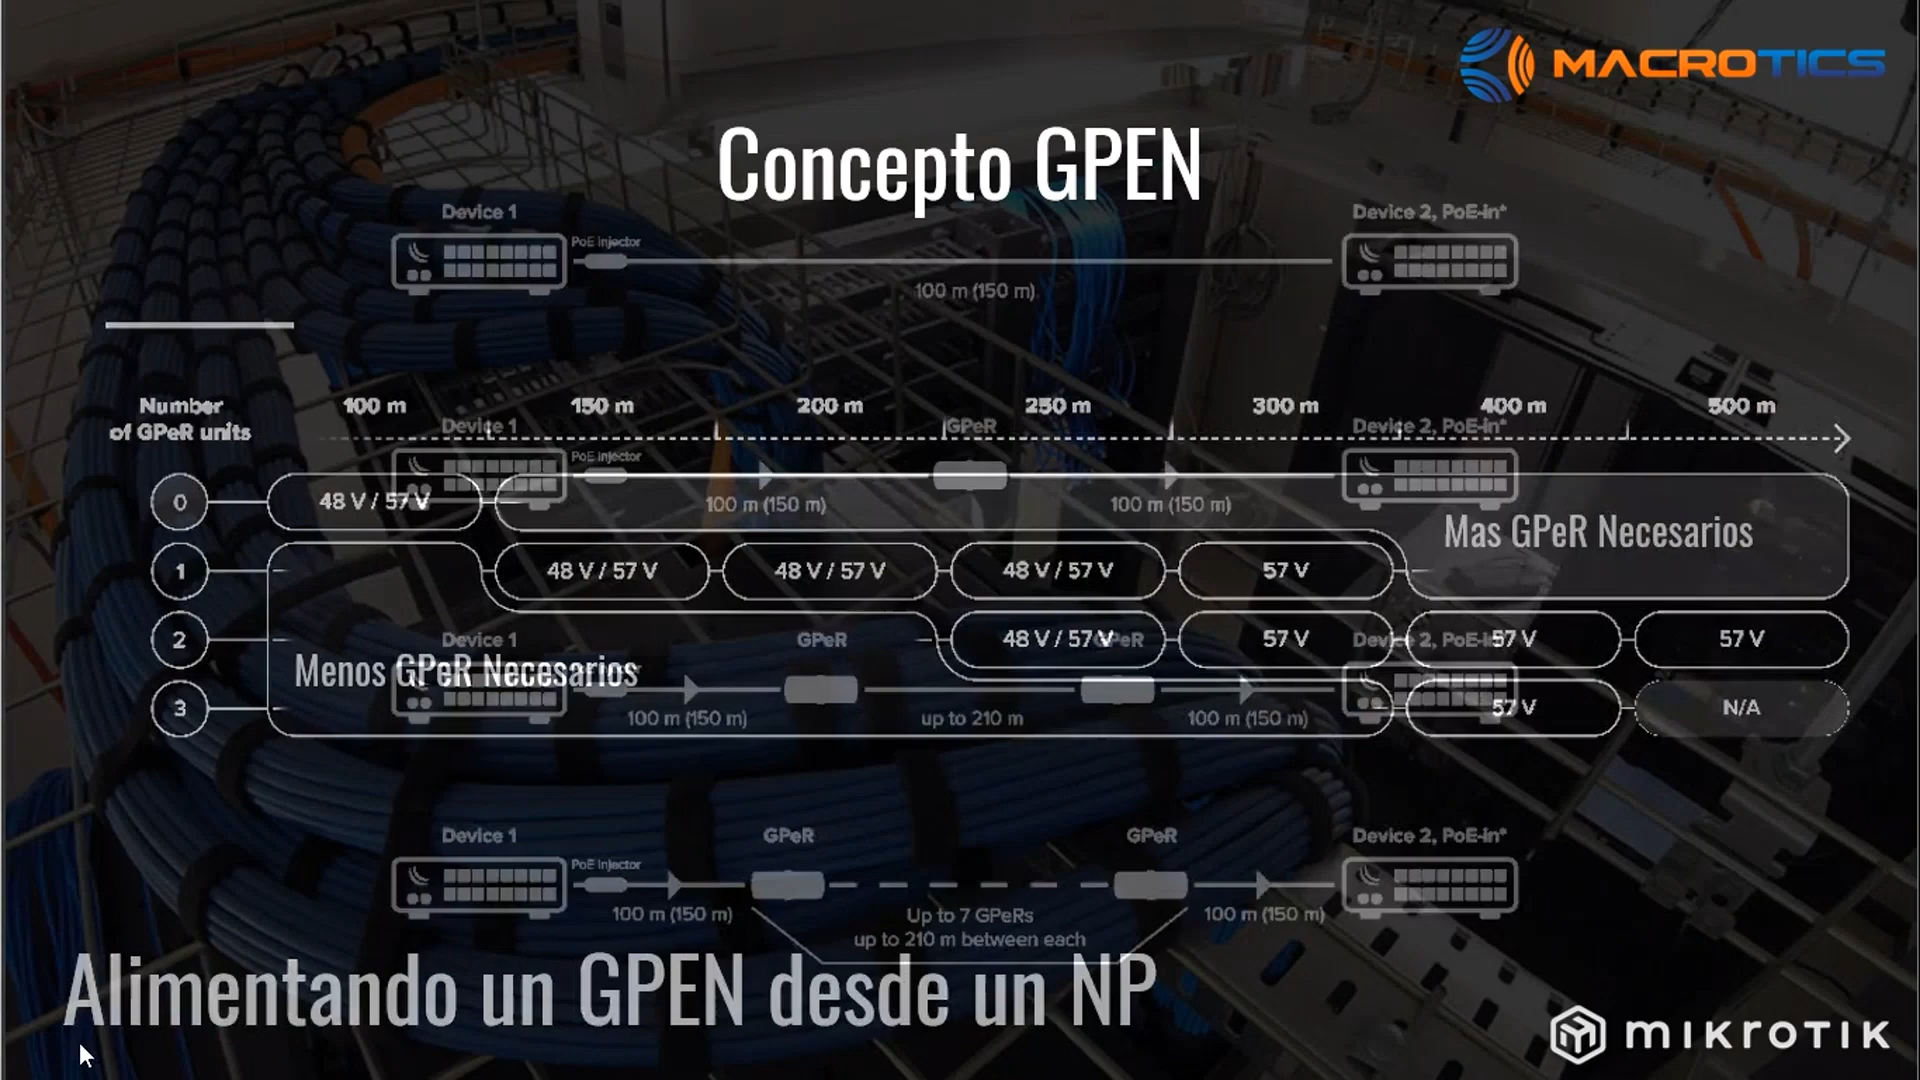 MACROTICS
Concepto GPEN
Device 1
Device 2, PoE-in*
PoE Injector
100 m (150 m)
Number
of GPeR units
100 m
150 m
200 m
250 m
300 m
400 m
500 m
Device 1
GPeR
Device 2, PoE-in*
PoE Injector
100 m (150 m)
100 m (150 m)
0
48 V / 57 V
Mas GPeR Necesarios
1
48 V / 57 V
48 V / 57 V
48 V / 57 V
57 V
2
Device 1
GPeR
48 V / 57 V
GPeR
57 V
Device 2, PoE-in*
57 V
57 V
Menos GPeR Necesarios
3
100 m (150 m)
up to 210 m
100 m (150 m)
57 V
N/A
Device 1
GPeR
GPeR
Device 2, PoE-in*
PoE Injector
100 m (150 m)
Up to 7 GPeRs
up to 210 m between each
100 m (150 m)
Alimentando un GPEN desde un NP
MIKROTIK